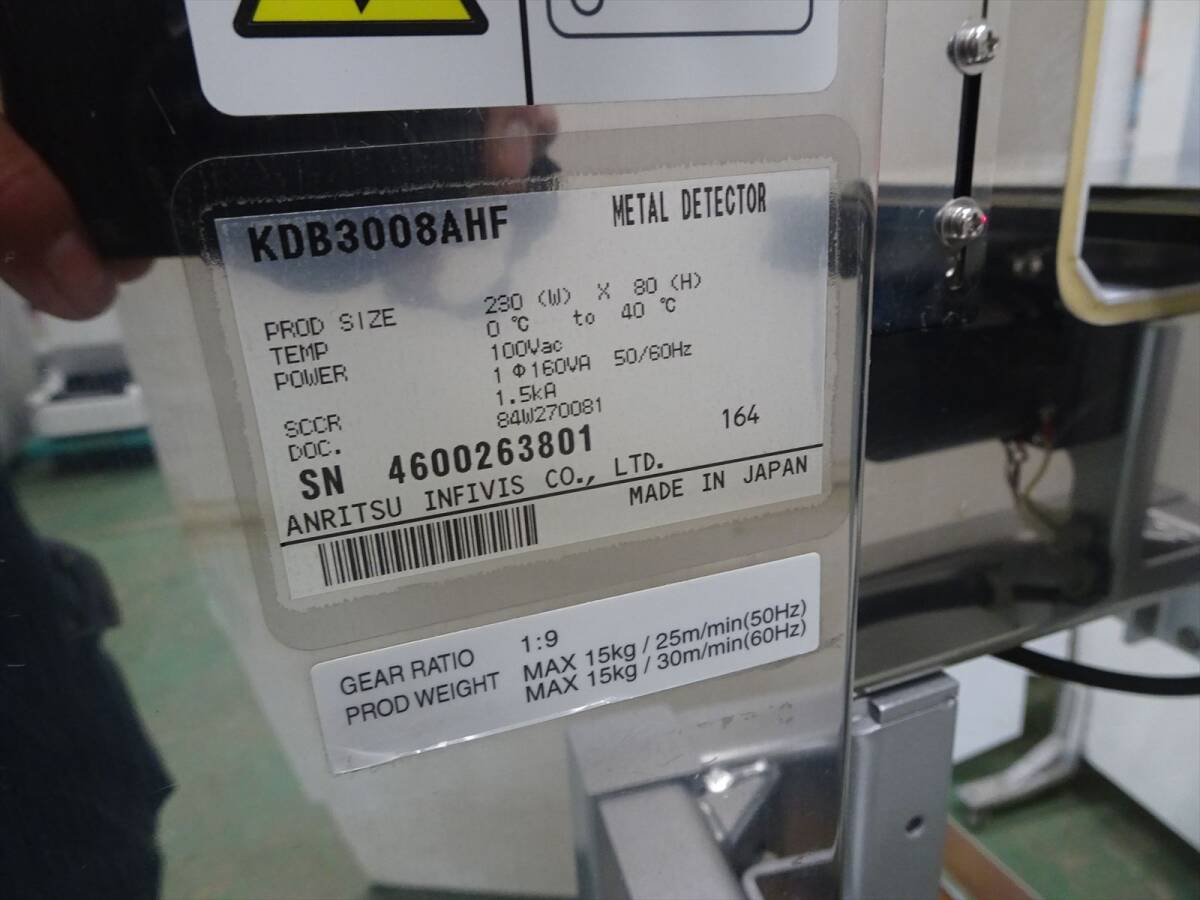 KDB3008AHF METAL DETECTOR
PROD SIZE 230 (W) X 80 (H)
TEMP 0 ℃ to 40 ℃
POWER 100Vac
1 Φ160VA 50/60Hz
SCCR 1.5kA
DOC. 84W270081
SN 4600263801 164
ANRITSU INFIVIS CO., LTD.
MADE IN JAPAN
GEAR RATIO 1:9
PROD WEIGHT MAX 15kg / 25m/min(50Hz)
MAX 15kg / 30m/min(60Hz)